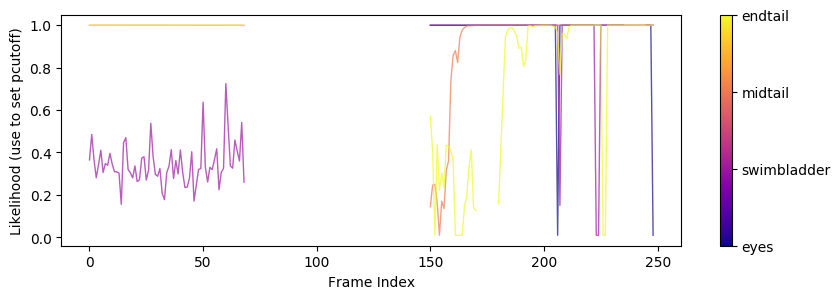 1.0
0.8
0.6
0.4
0.2
0.0
Likelihood (use to set pcutoff)
0
50
100
150
200
250
Frame Index
endtail
midtail
swimbladder
eyes